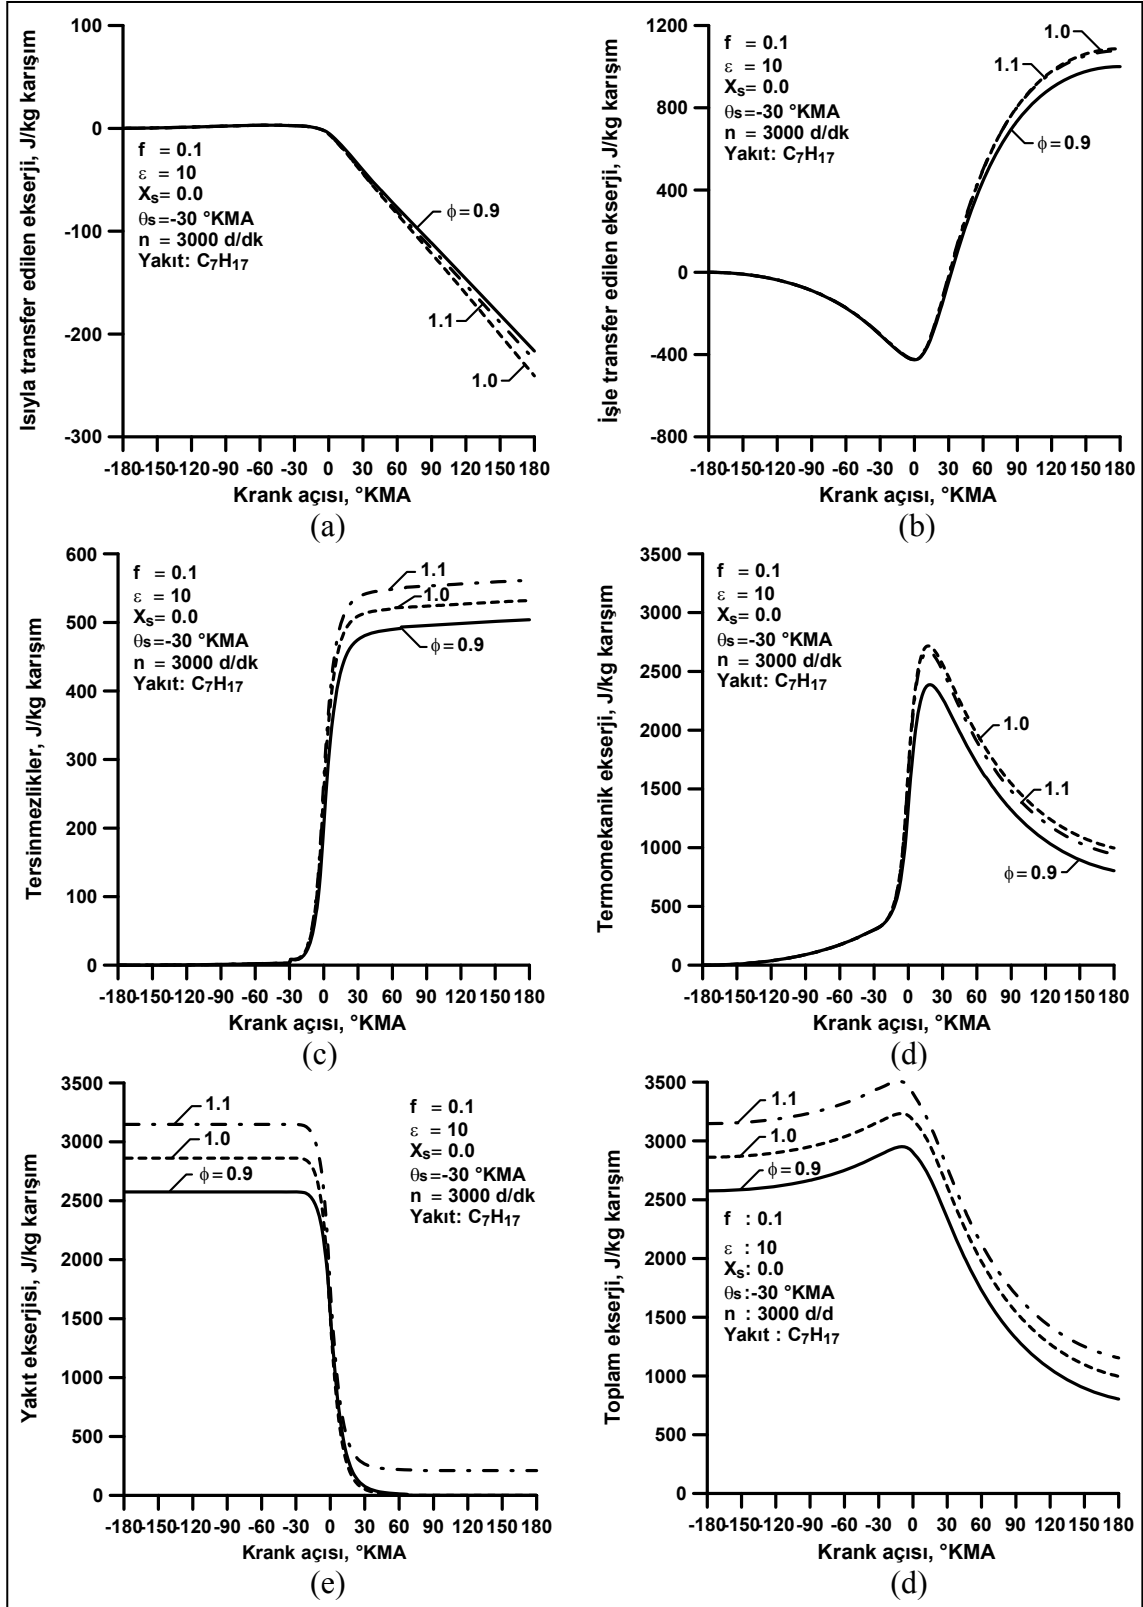 100
0
-100
-200
-300
Isıyla transfer edilen ekserji, J/kg karışım
f = 0.1
ε = 10
Xs= 0.0
θs=-30 °KMA
n = 3000 d/dk
Yakıt: C7H17
ϕ= 0.9
1.1
1.0
-180-150-120 -90 -60 -30 0 30 60 90 120 150 180
Krank açısı, °KMA
(a)
1200
800
400
0
-400
-800
İşle transfer edilen ekserji, J/kg karışım
f = 0.1
ε = 10
Xs= 0.0
θs=-30 °KMA
n = 3000 d/dk
Yakıt: C7H17
1.0
1.1
ϕ= 0.9
-180-150-120 -90 -60 -30 0 30 60 90 120 150 180
Krank açısı, °KMA
(b)
600
500
400
300
200
100
0
Tersinmezlikler, J/kg karışım
f = 0.1
ε = 10
Xs= 0.0
θs=-30 °KMA
n = 3000 d/dk
Yakıt: C7H17
1.1
1.0
ϕ= 0.9
-180-150-120 -90 -60 -30 0 30 60 90 120 150 180
Krank açısı, °KMA
(c)
3500
3000
2500
2000
1500
1000
500
0
Termomekanik ekserji, J/kg karışım
f = 0.1
ε = 10
Xs= 0.0
θs=-30 °KMA
n = 3000 d/dk
Yakıt: C7H17
1.0
1.1
ϕ= 0.9
-180-150-120 -90 -60 -30 0 30 60 90 120 150 180
Krank açısı, °KMA
(d)
3500
3000
2500
2000
1500
1000
500
0
Yakıt ekserjisi, J/kg karışım
1.1
1.0
ϕ= 0.9
f = 0.1
ε = 10
Xs= 0.0
θs=-30 °KMA
n = 3000 d/dk
Yakıt: C7H17
-180-150-120 -90 -60 -30 0 30 60 90 120 150 180
Krank açısı, °KMA
(e)
3500
3000
2500
2000
1500
1000
500
0
Toplam ekserji, J/kg karışım
1.1
1.0
ϕ= 0.9
f : 0.1
ε : 10
Xs: 0.0
θs:-30 °KMA
n : 3000 d/d
Yakıt : C7H17
-180-150-120 -90 -60 -30 0 30 60 90 120 150 180
Krank açısı, °KMA
(d)